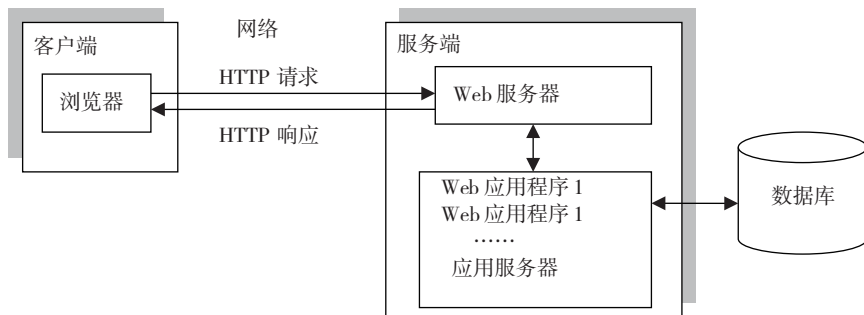 客户端
浏览器
网络
HTTP 请求
HTTP 响应
服务端
Web 服务器
Web 应用程序 1
Web 应用程序 1
……
应用服务器
数据库